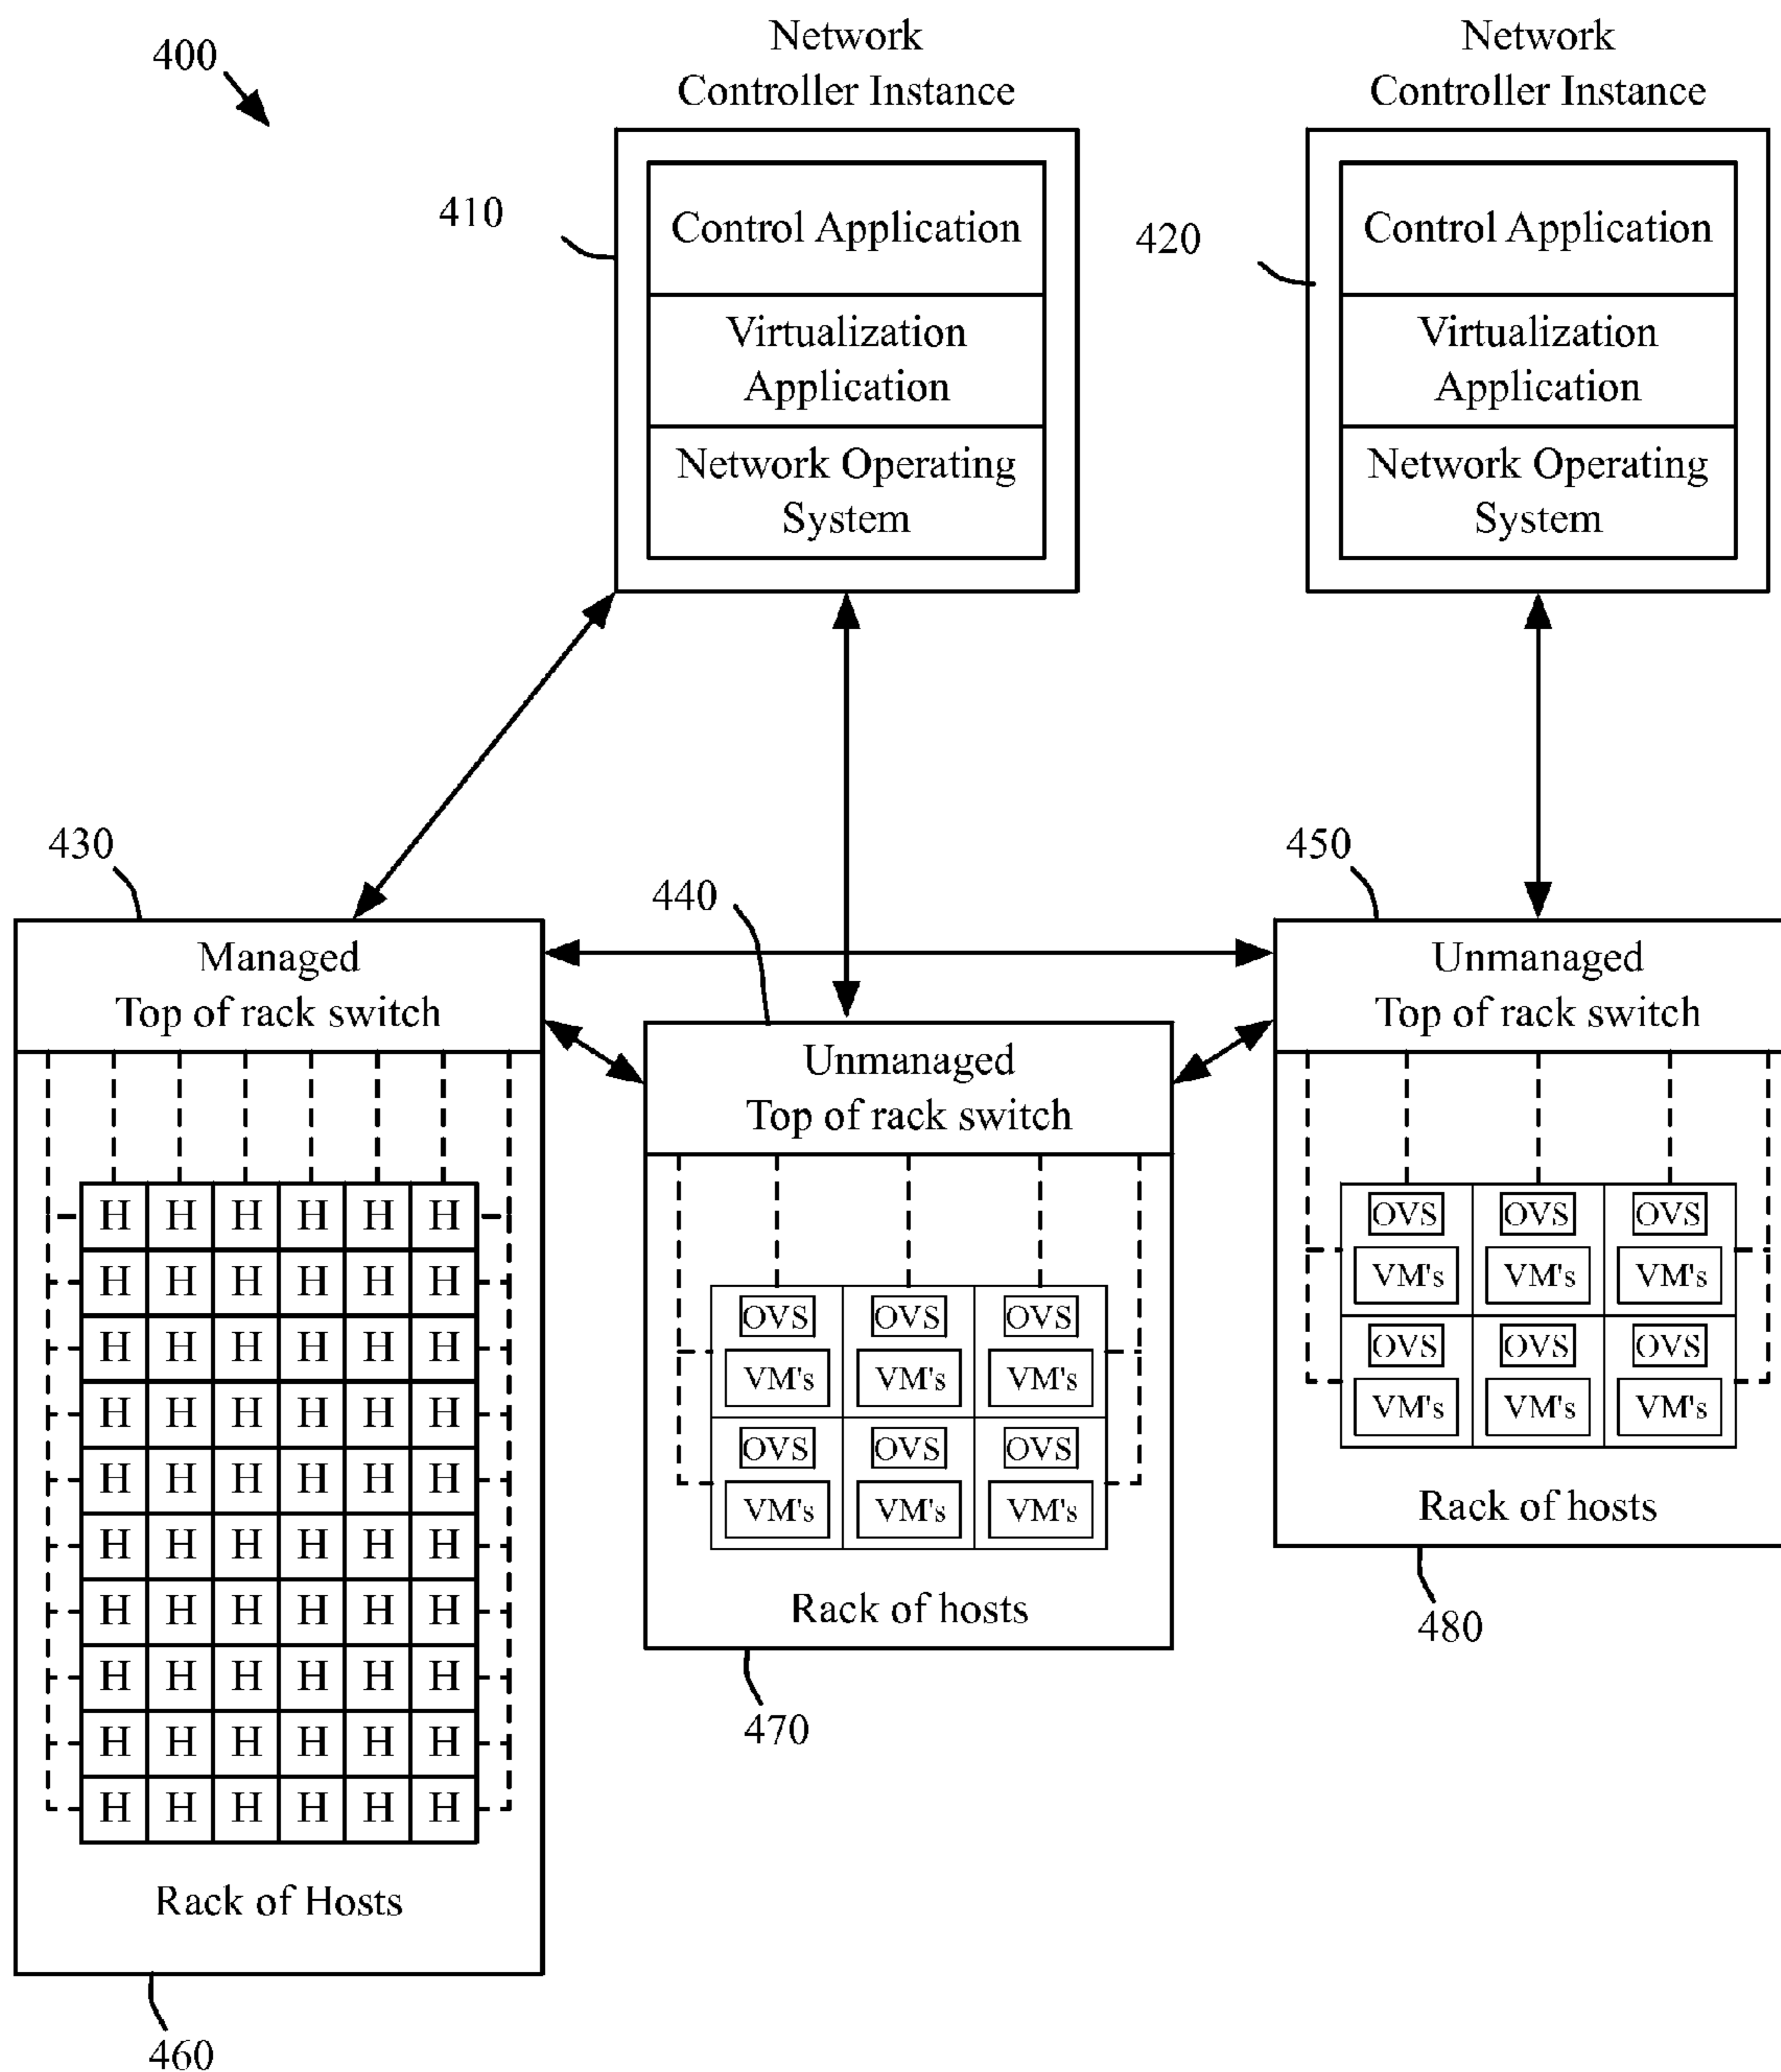 400
Network
Controller Instance
410
Control Application
Virtualization
Application
Network Operating
System
Network
Controller Instance
420
Control Application
Virtualization
Application
Network Operating
System
430
Managed
Top of rack switch
H H H H H H
H H H H H H
H H H H H H
H H H H H H
H H H H H H
H H H H H H
H H H H H H
H H H H H H
H H H H H H
H H H H H H
Rack of Hosts
460
440
Unmanaged
Top of rack switch
OVS OVS OVS
VM's VM's VM's
OVS OVS OVS
VM's VM's VM's
Rack of hosts
470
450
Unmanaged
Top of rack switch
OVS OVS OVS
VM's VM's VM's
OVS OVS OVS
VM's VM's VM's
Rack of hosts
480